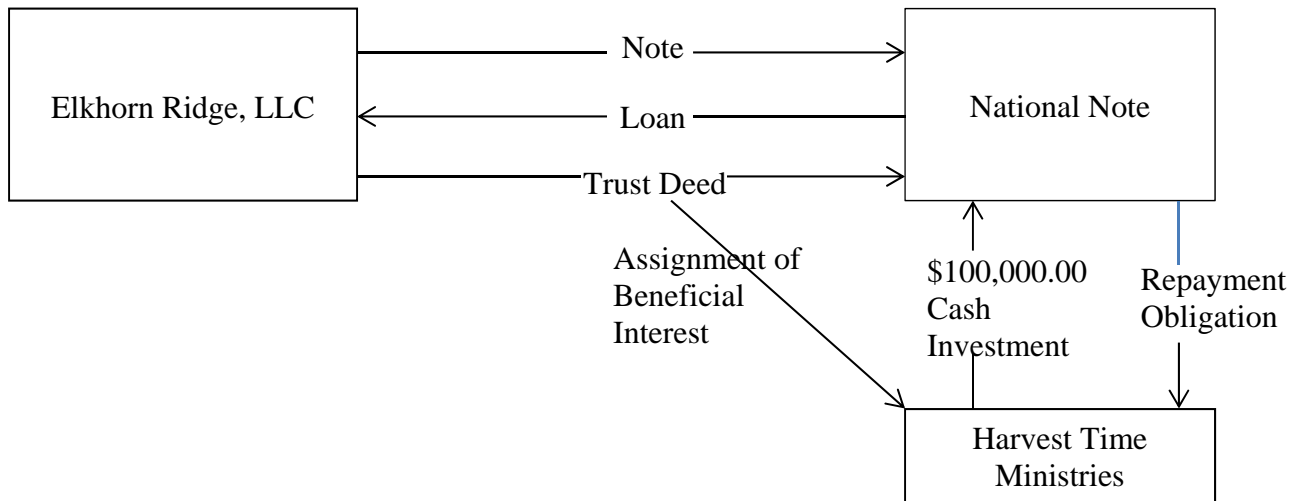 Elkhorn Ridge, LLC
Note
Loan
Trust Deed
National Note
Assignment of
Beneficial
Interest
$100,000.00
Cash
Investment
Repayment
Obligation
Harvest Time
Ministries